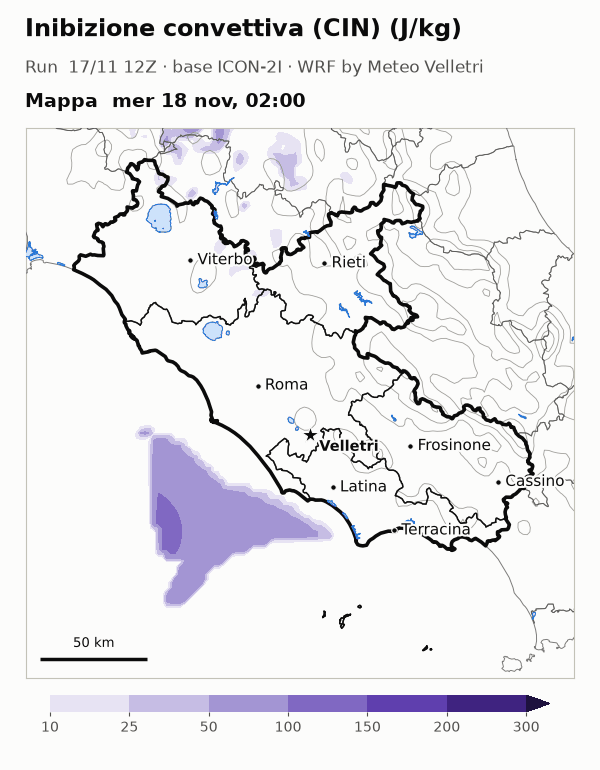 Inibizione convettiva (CIN) (J/kg)
Run  17/11 12Z · base ICON-2I · WRF by Meteo Velletri
Mappa  mer 18 nov, 02:00
Viterbo
Rieti
Roma
Velletri
Frosinone
Latina
Cassino
Terracina
50 km
10 25 50 100 150 200 300